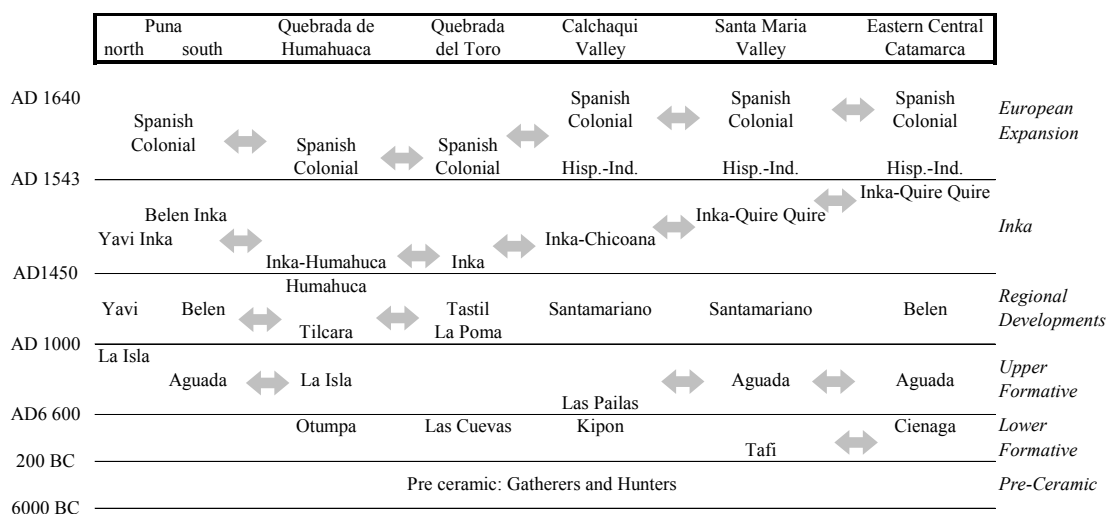 Puna Quebrada de Quebrada Calchaqui Santa Maria Eastern Central
north south Humahuaca del Toro Valley Valley Catamarca
AD 1640 Spanish Spanish Spanish European
Spanish Colonial Colonial Colonial Expansion
Colonial Spanish Spanish
Colonial Colonial Hisp.-Ind. Hisp.-Ind. Hisp.-Ind.
AD 1543
Inka-Quire Quire
Belen Inka Inka-Quire Quire Inka
Yavi Inka Inka-Chicoana
Inka-Humahuca Inka
AD1450
Humahuca
Yavi Belen Tastil Santamariano Santamariano Belen Regional
Tilcara La Poma Developments
AD 1000
La Isla Upper
Aguada La Isla Aguada Aguada Formative
Las Pailas
AD6 600
Otumpa Las Cuevas Kipon Cienaga Lower
Tafi Formative
200 BC
Pre ceramic: Gatherers and Hunters Pre-Ceramic
6000 BC